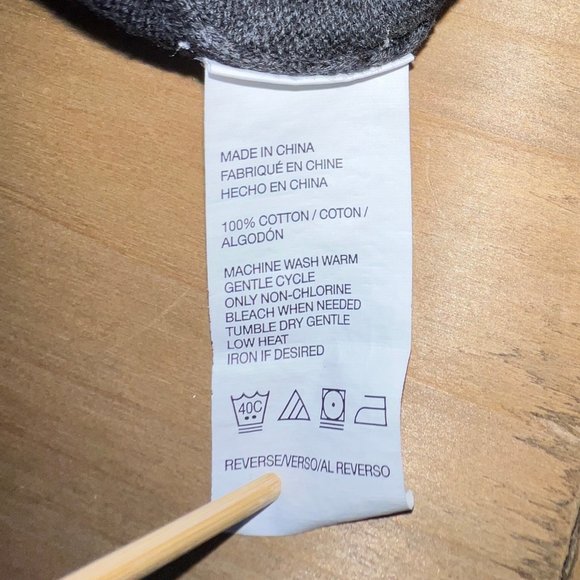 MADE IN CHINA
FABRIQUÉ EN CHINE
HECHO EN CHINA
100% COTTON / COTON /
ALGODÓN
MACHINE WASH WARM
GENTLE CYCLE
ONLY NON-CHLORINE
BLEACH WHEN NEEDED
TUMBLE DRY GENTLE
LOW HEAT
IRON IF DESIRED
40C
REVERSE/VERSO/AL REVERSO